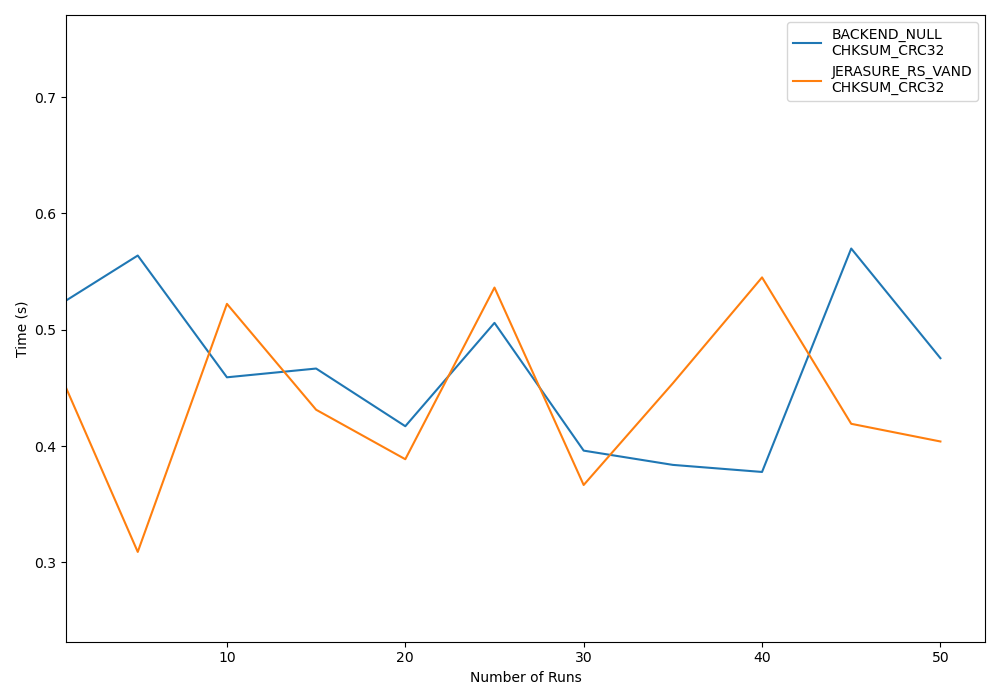 BACKEND_NULL
CHKSUM_CRC32
JERASURE_RS_VAND
CHKSUM_CRC32
0.7
0.6
0.5
0.4
0.3
Time (s)
10 20 30 40 50
Number of Runs